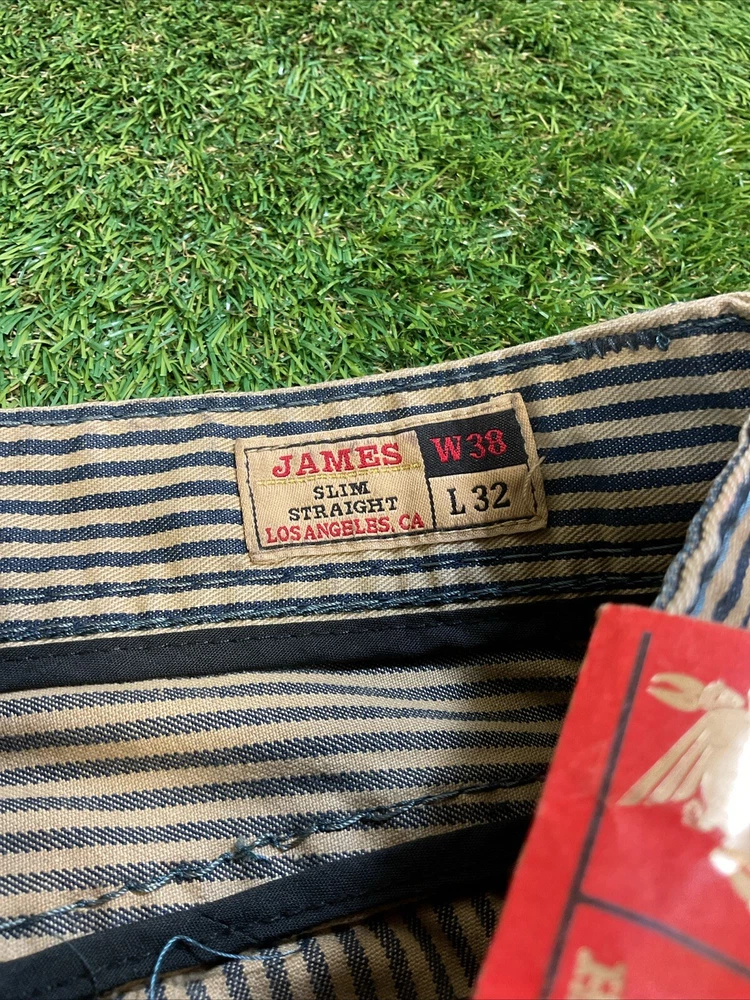 JAMES
W38
SLIM
STRAIGHT
L 32
LOS ANGELES, CA